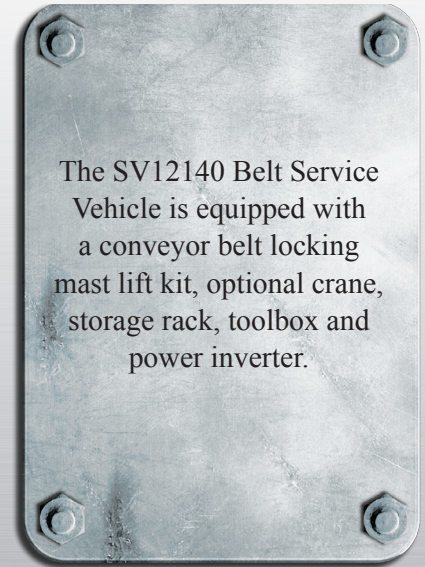 The SV12140 Belt Service
Vehicle is equipped with
a conveyor belt locking
mast lift kit, optional crane,
storage rack, toolbox and
power inverter.